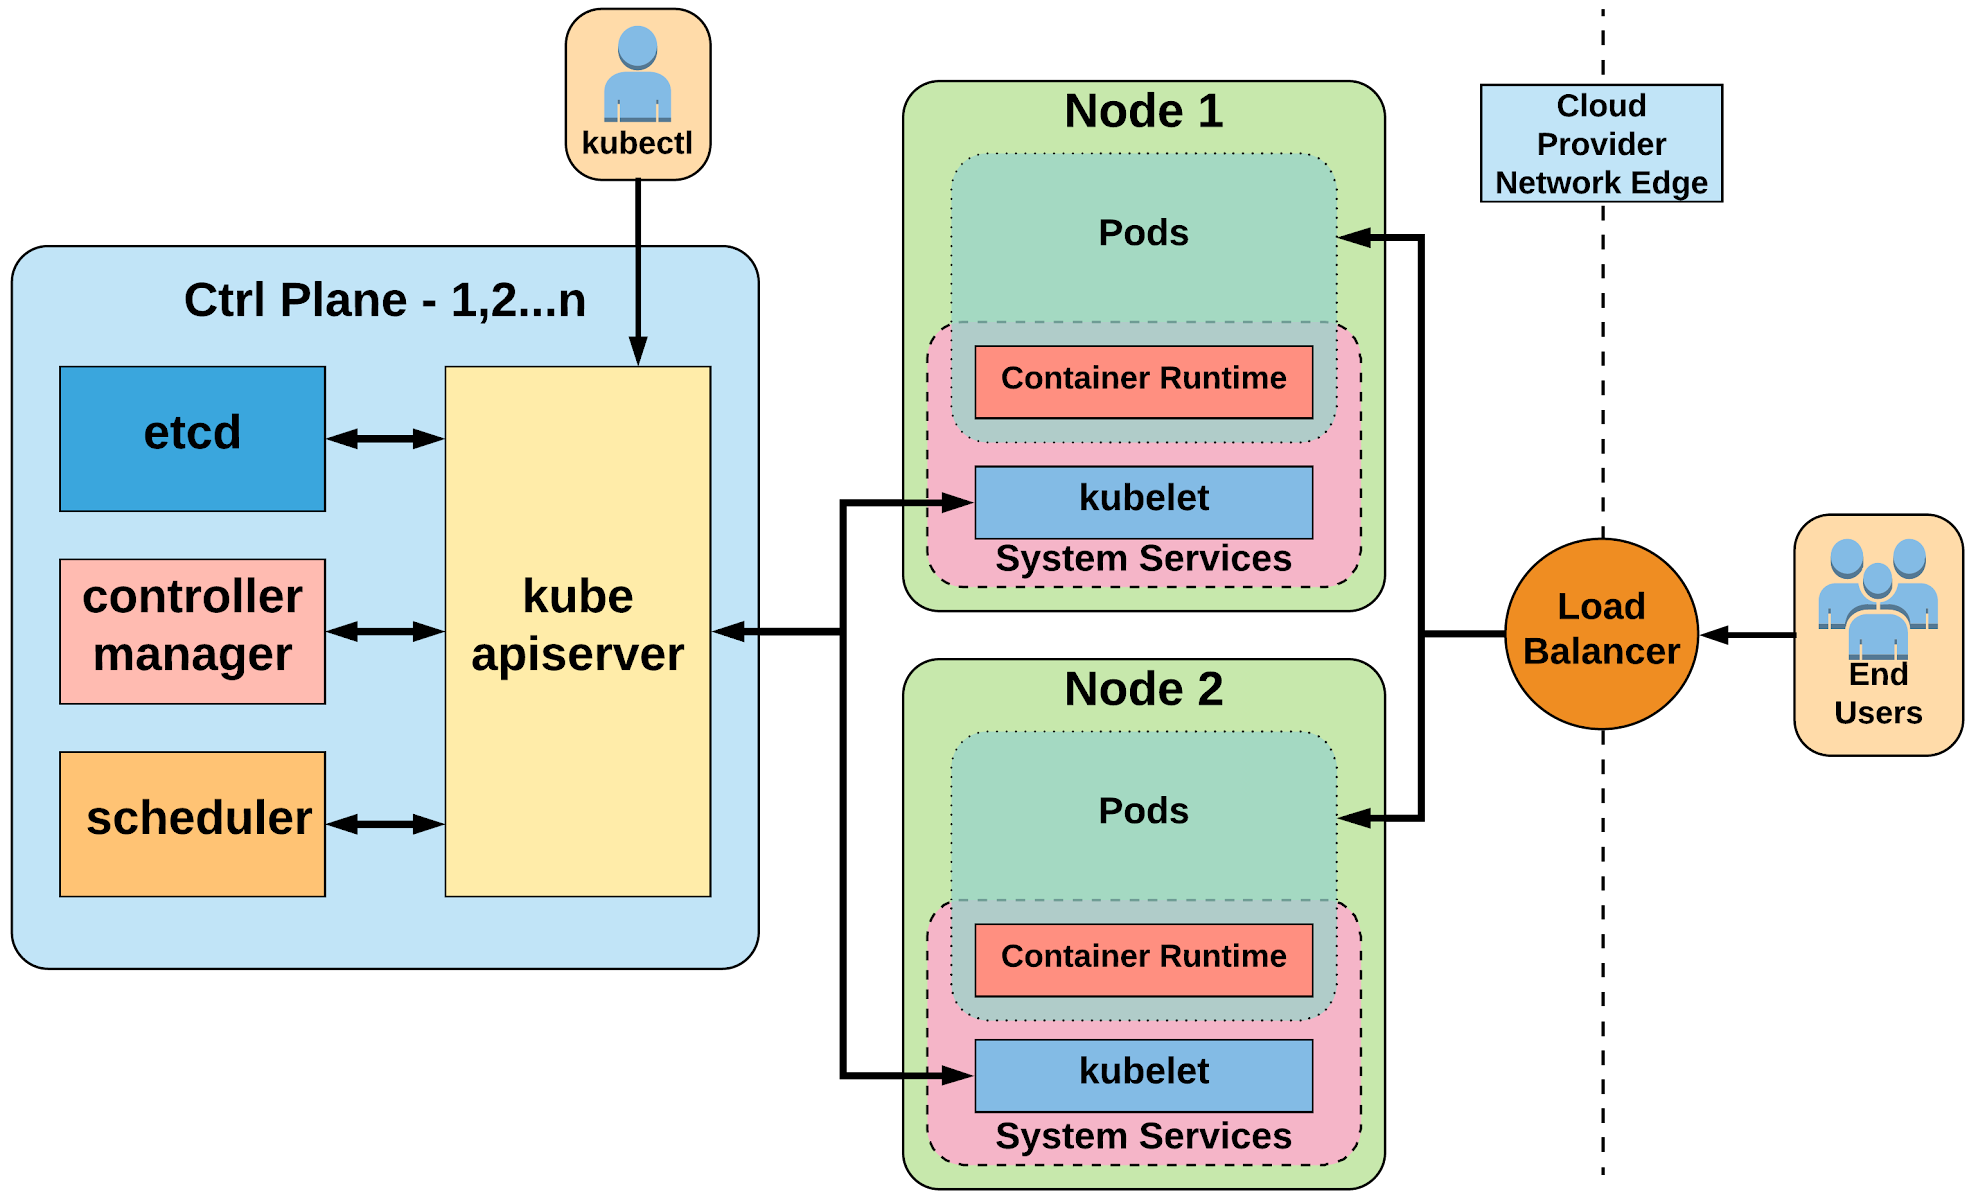 kubectl
Ctrl Plane - 1,2...n
etcd
controller
manager
scheduler
kube
apiserver
Node 1
Pods
Container Runtime
kubelet
System Services
Node 2
Pods
Container Runtime
kubelet
System Services
Cloud
Provider
Network Edge
Load
Balancer
End
Users